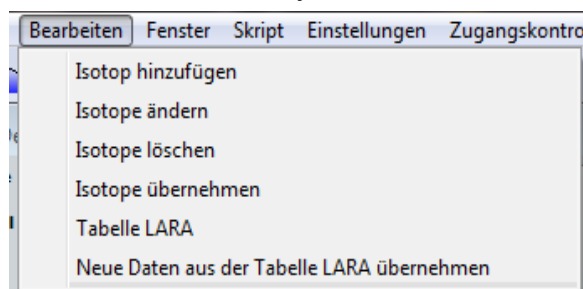 Bearbeiten Fenster Skript Einstellungen Zugangskontro
Isotop hinzufügen
Isotope ändern
Isotope löschen
Isotope übernehmen
Tabelle LARA
Neue Daten aus der Tabelle LARA übernehmen